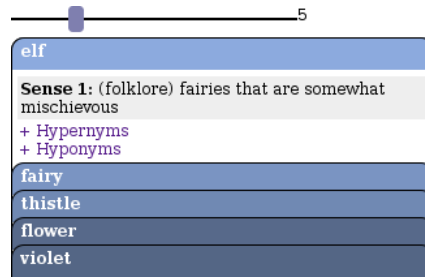 5
elf
Sense 1: (folklore) fairies that are somewhat
mischievous
+ Hypernyms
+ Hyponyms
fairy
thistle
flower
violet